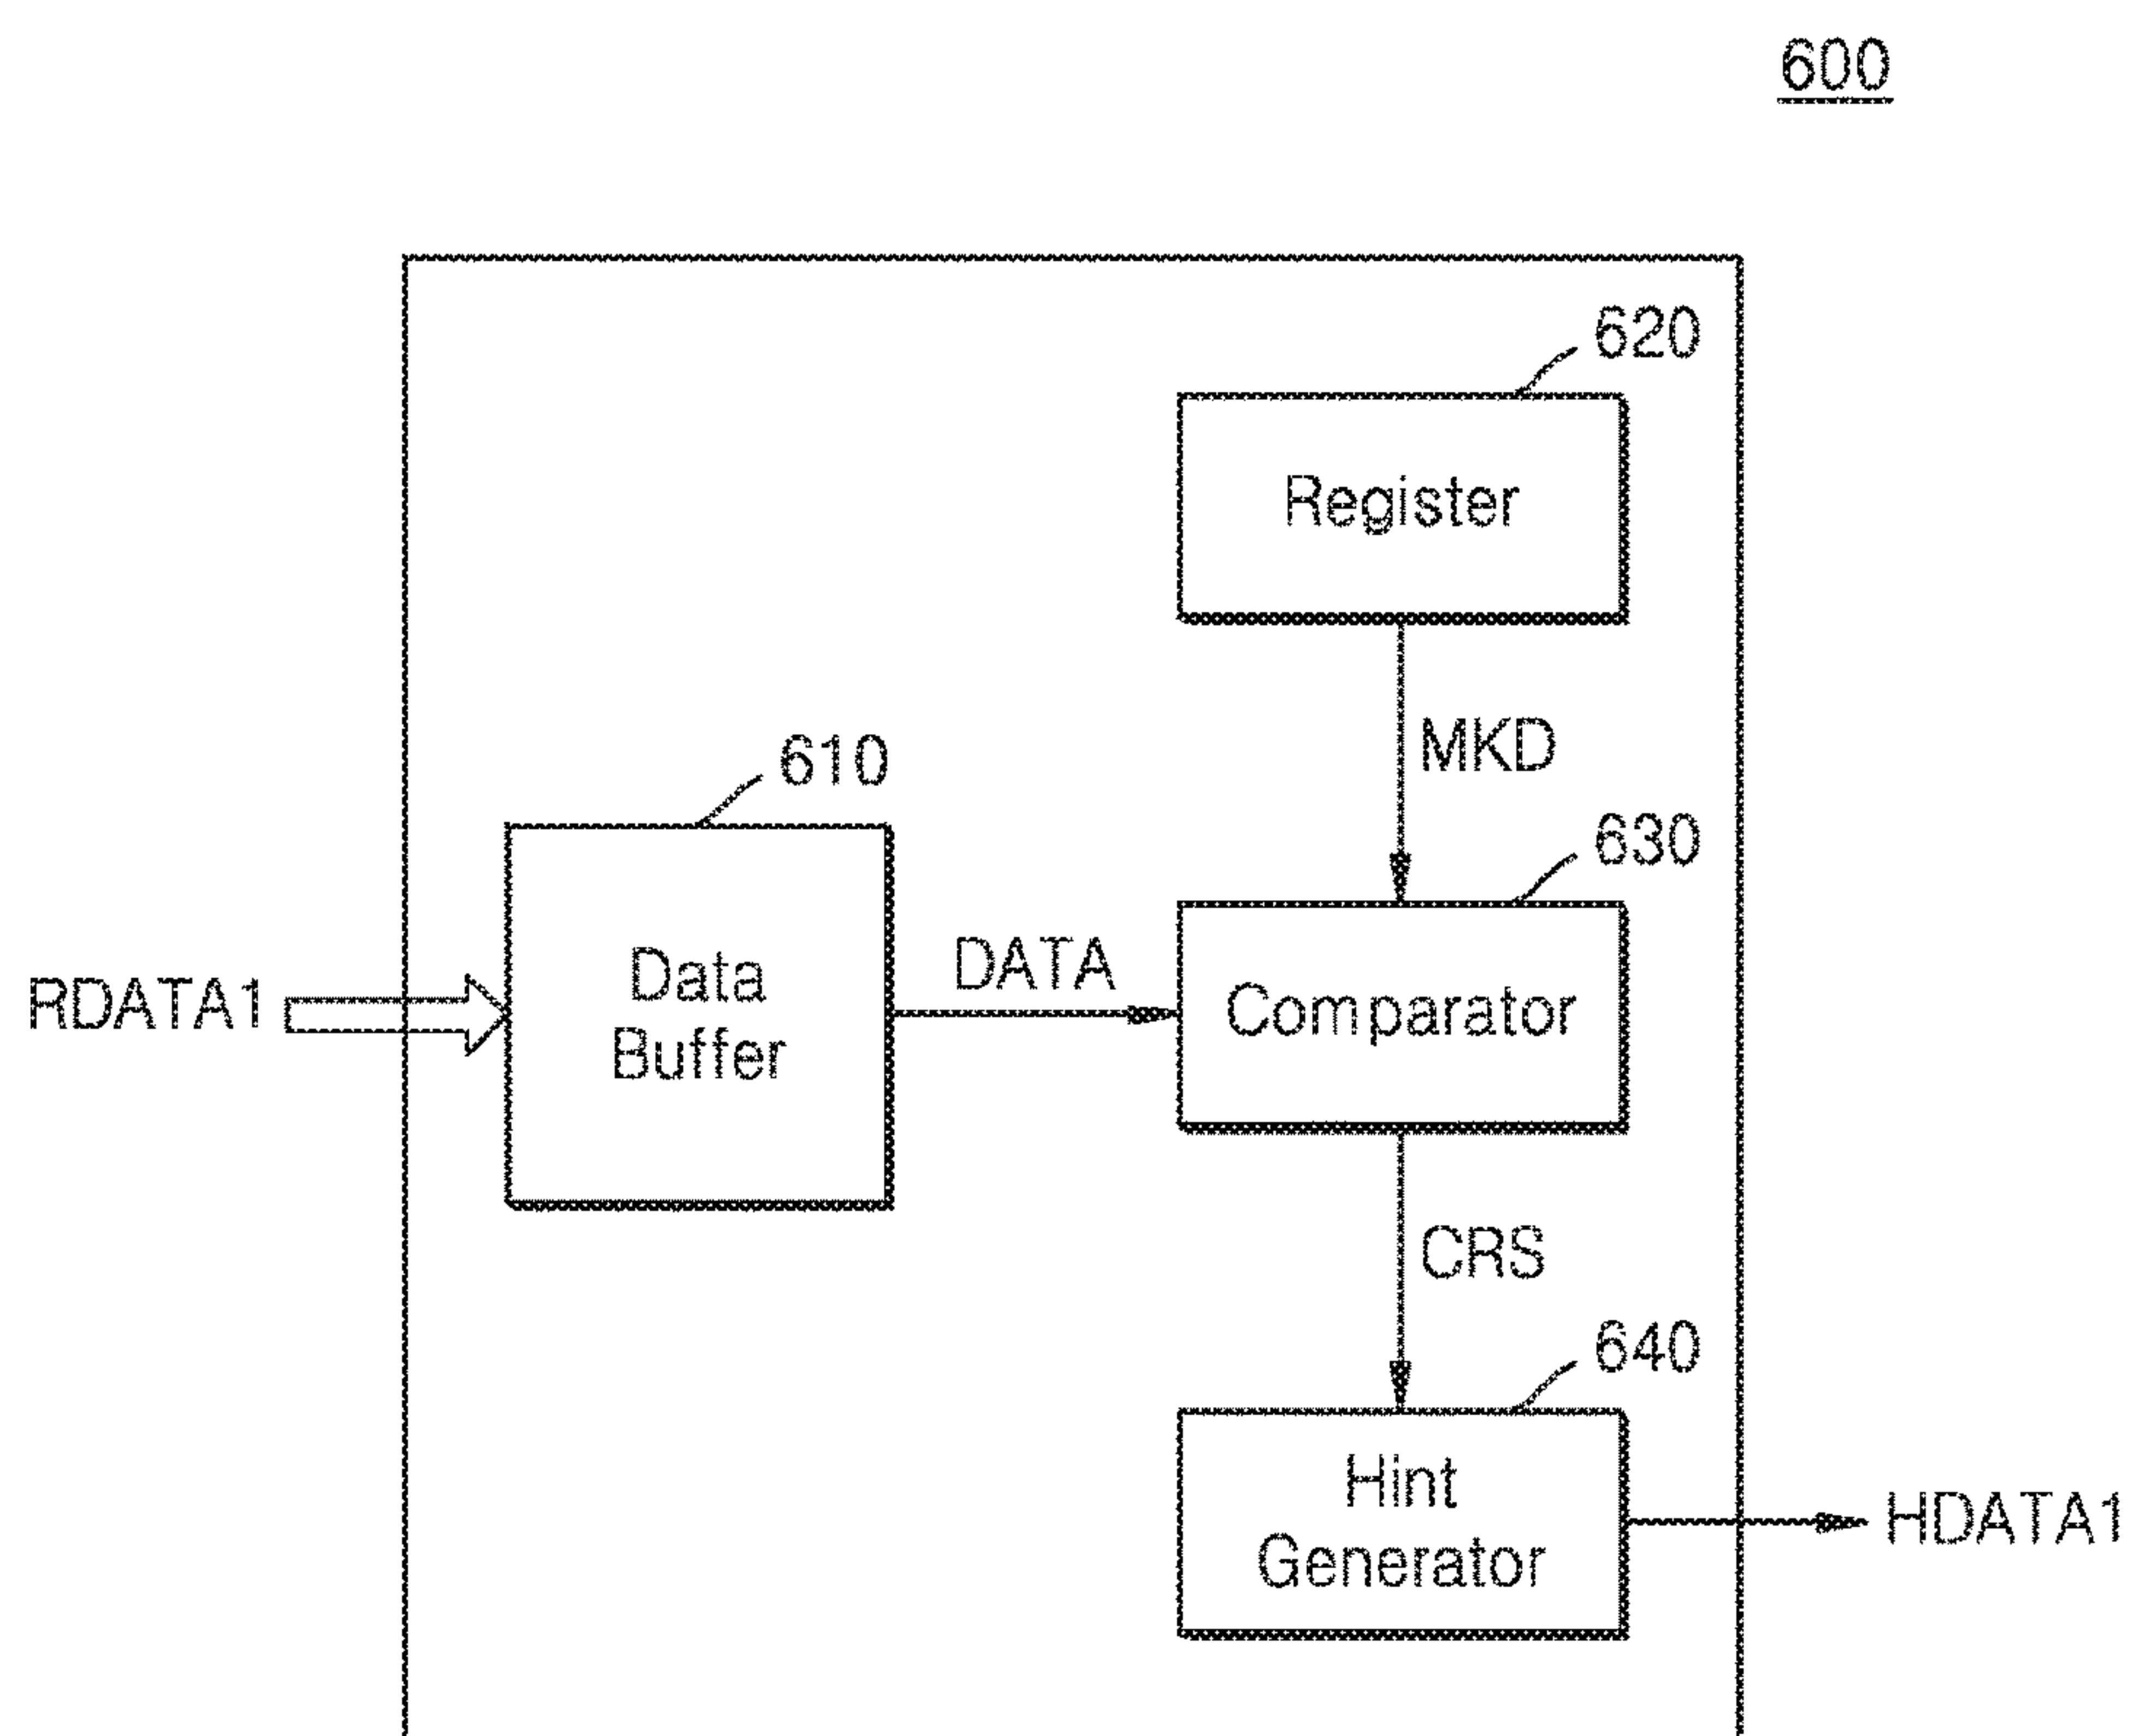 600
620
Register
MKD
610
630
Data
Buffer
DATA
Comparator
RDATA1
CRS
640
Hint
Generator
HDATA1